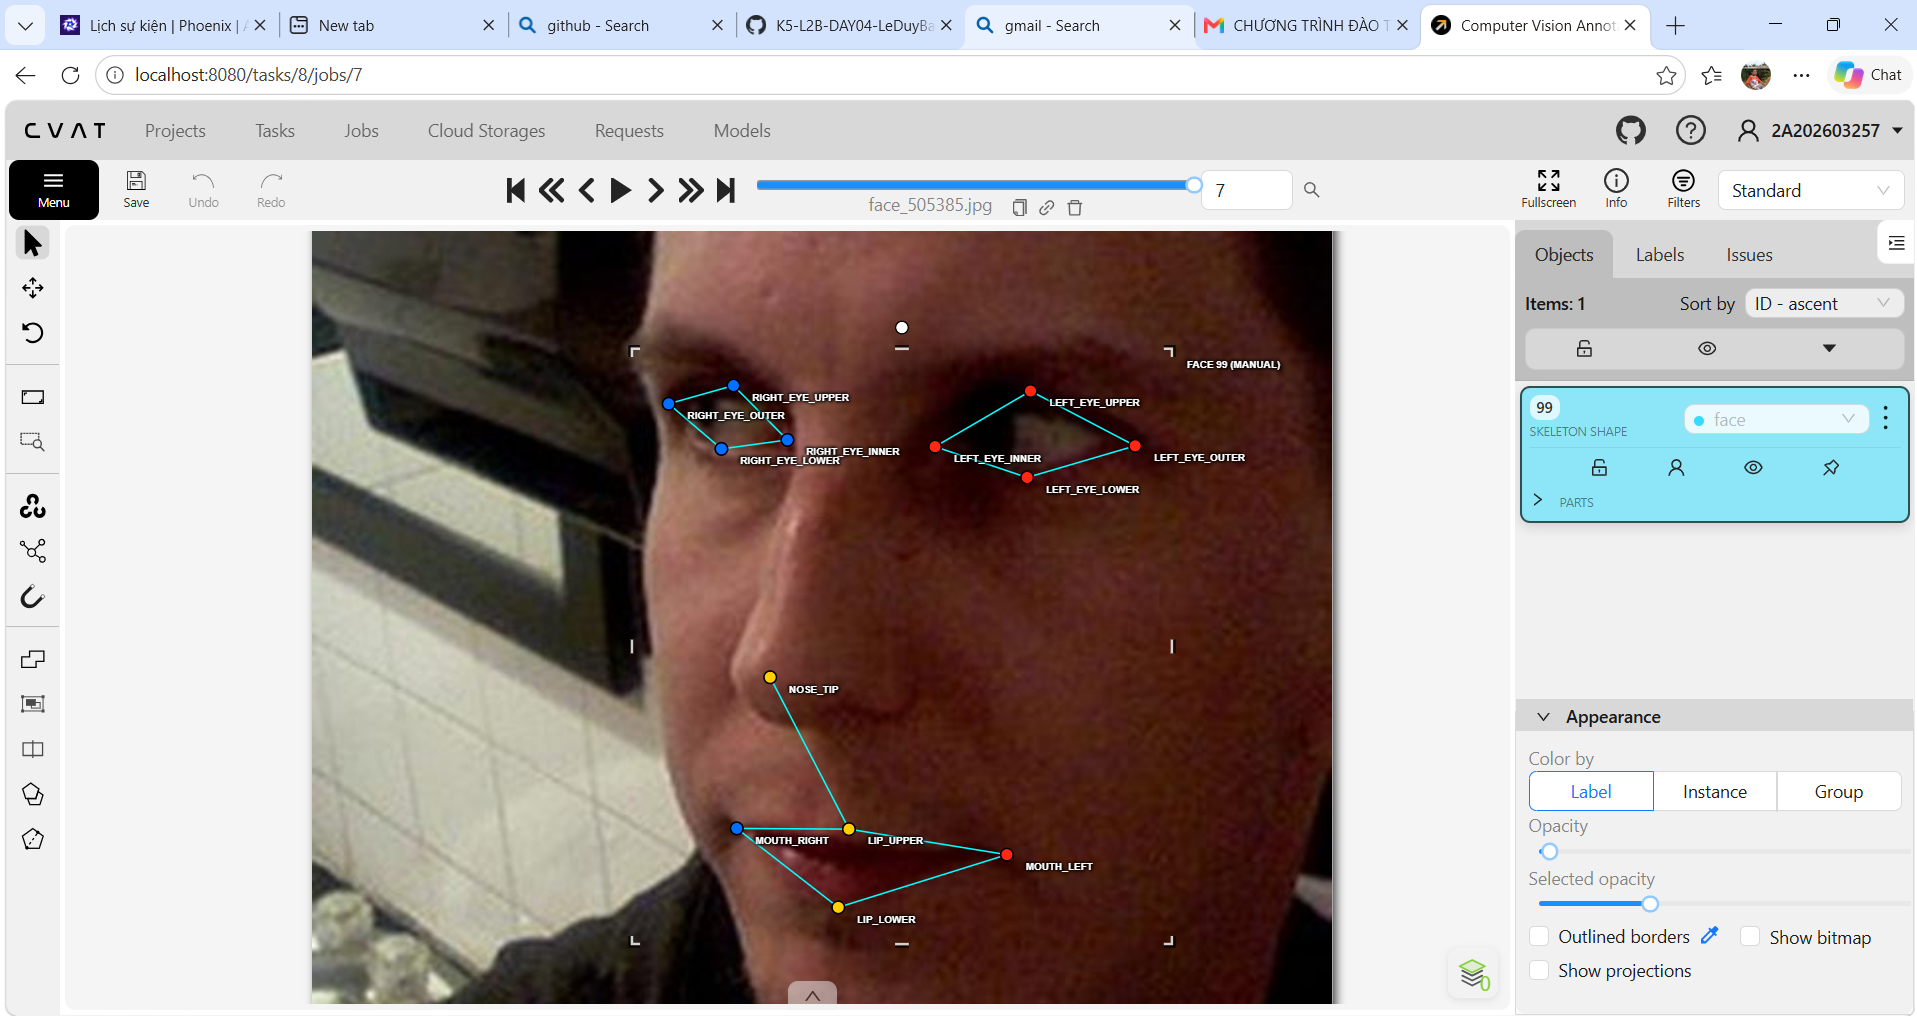 Lịch sự kiện | Phoenix | A
New tab
github - Search
K5-L2B-DAY04-LeDuyBa
gmail - Search
CHƯƠNG TRÌNH ĐÀO T
Computer Vision Annot
localhost:8080/tasks/8/jobs/7
Chat
CVAT
Projects
Tasks
Jobs
Cloud Storages
Requests
Models
2A202603257
Menu
Save
Undo
Redo
face_505385.jpg
7
Fullscreen
Info
Filters
Standard
FACE 99 (MANUAL)
RIGHT_EYE_UPPER
RIGHT_EYE_OUTER
RIGHT_EYE_INNER
RIGHT_EYE_LOWER
LEFT_EYE_UPPER
LEFT_EYE_INNER
LEFT_EYE_OUTER
LEFT_EYE_LOWER
NOSE_TIP
MOUTH_RIGHT
LIP_UPPER
MOUTH_LEFT
LIP_LOWER
Objects
Labels
Issues
Items: 1
Sort by
ID - ascent
99
SKELETON SHAPE
face
PARTS
Appearance
Color by
Label
Instance
Group
Opacity
Selected opacity
Outlined borders
Show bitmap
Show projections
0